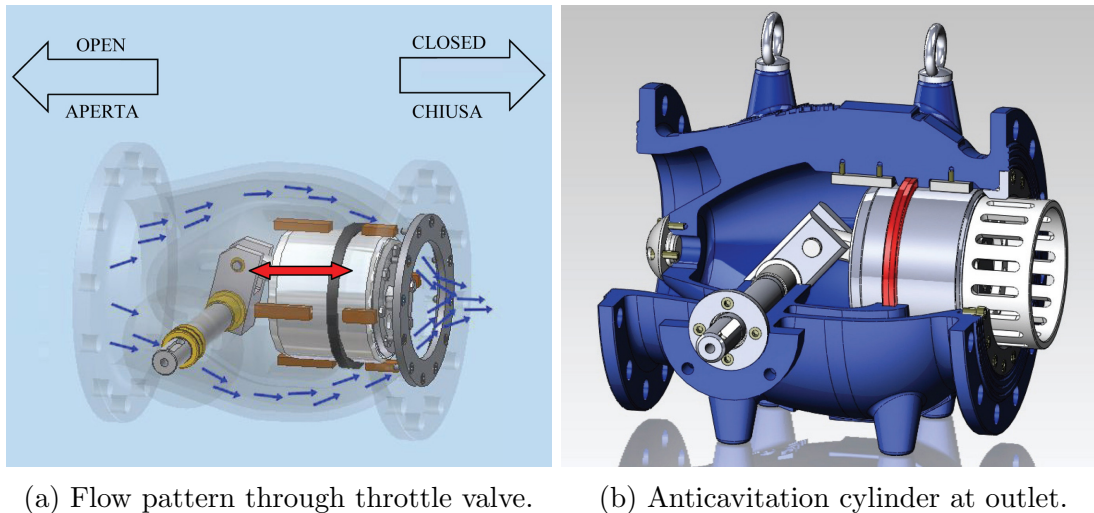 OPEN
APERTA
CLOSED
CHIUSA
(a) Flow pattern through throttle valve.
(b) Anticavitation cylinder at outlet.